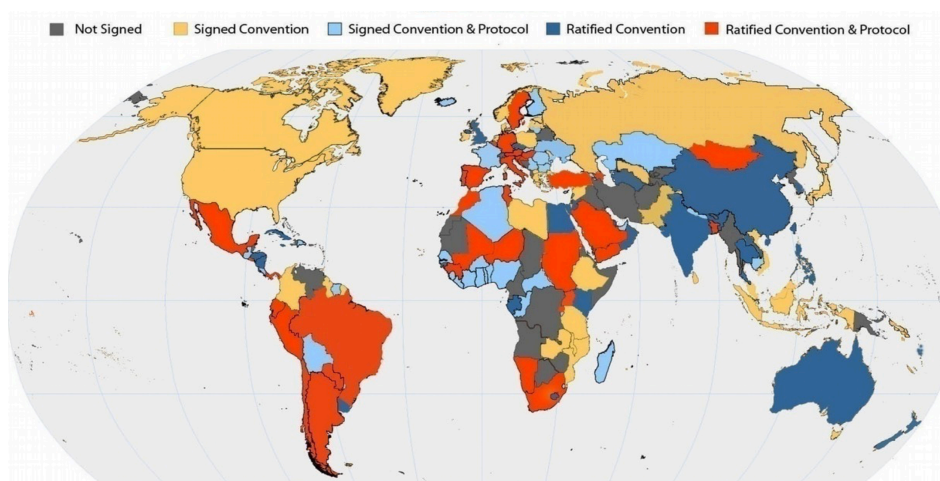 Not Signed Signed Convention Signed Convention & Protocol Ratified Convention Ratified Convention & Protocol